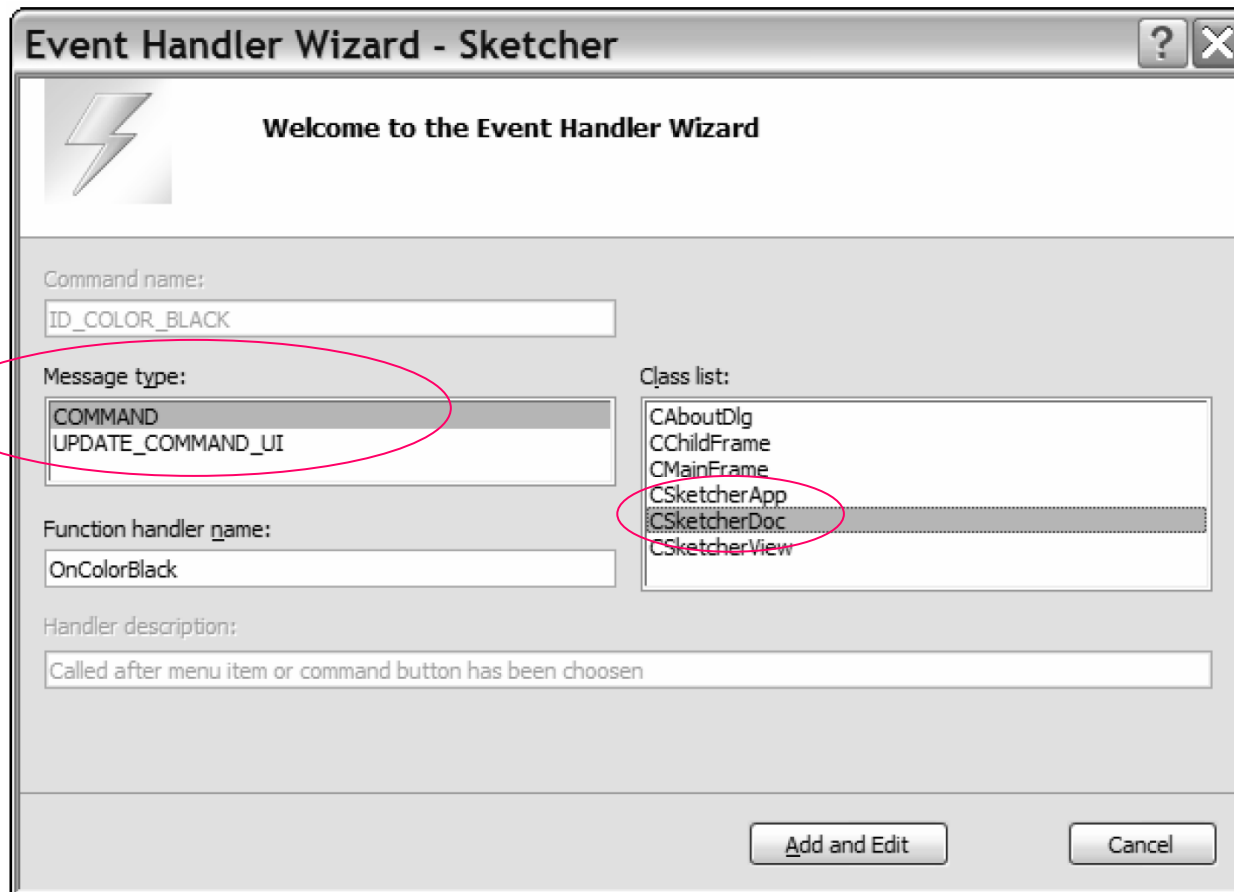 Event Handler Wizard - Sketcher
?
Welcome to the Event Handler Wizard
Command name:
ID_COLOR_BLACK
Message type:
COMMAND
UPDATE_COMMAND_UI
Class list:
CAboutDlg
CChildFrame
CMainFrame
CSketcherApp
CSketcherDoc
CSketcherView
Function handler name:
OnColorBlack
Handler description:
Called after menu item or command button has been choosen
Add and Edit
Cancel